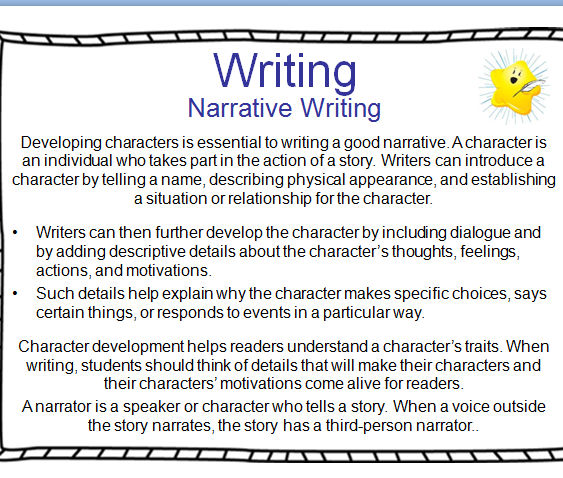 Writing
Narrative Writing
Developing characters is essential to writing a good narrative. A character is
an individual who takes part in the action of a story. Writers can introduce a
character by telling a name, describing physical appearance, and establishing
a situation or relationship for the character.
• Writers can then further develop the character by including dialogue and
by adding descriptive details about the character's thoughts, feelings,
actions, and motivations.
• Such details help explain why the character makes specific choices, says
certain things, or responds to events in a particular way.
Character development helps readers understand a character's traits. When
writing, students should think of details that will make their characters and
their characters' motivations come alive for readers.
A narrator is a speaker or character who tells a story. When a voice outside
the story narrates, the story has a third-person narrator..